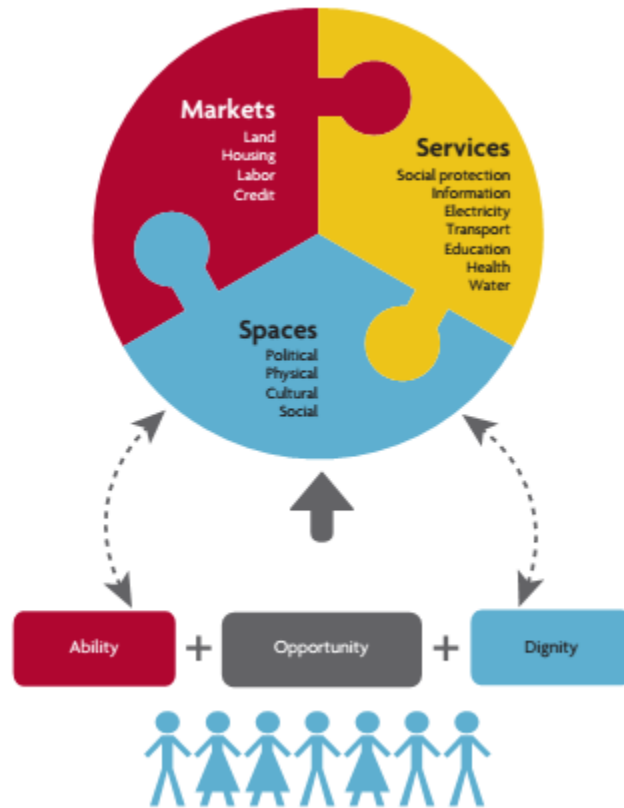 Markets
Land
Housing
Labor
Credit
Services
Social protection
Information
Electricity
Transport
Education
Health
Water
Spaces
Political
Physical
Cultural
Social
Ability + Opportunity + Dignity